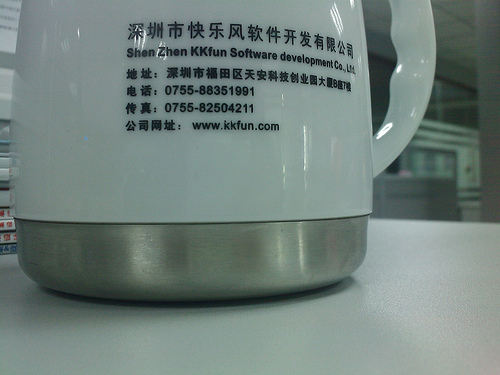 深圳市快乐风软件开发有限公司
Shen Zhen KKfun Software development Co., Ltd.
地址：深圳市福田区天安科技创业园大厦B座7楼
电话：0755-88351991
传真：0755-82504211
公司网址：www.kkfun.com